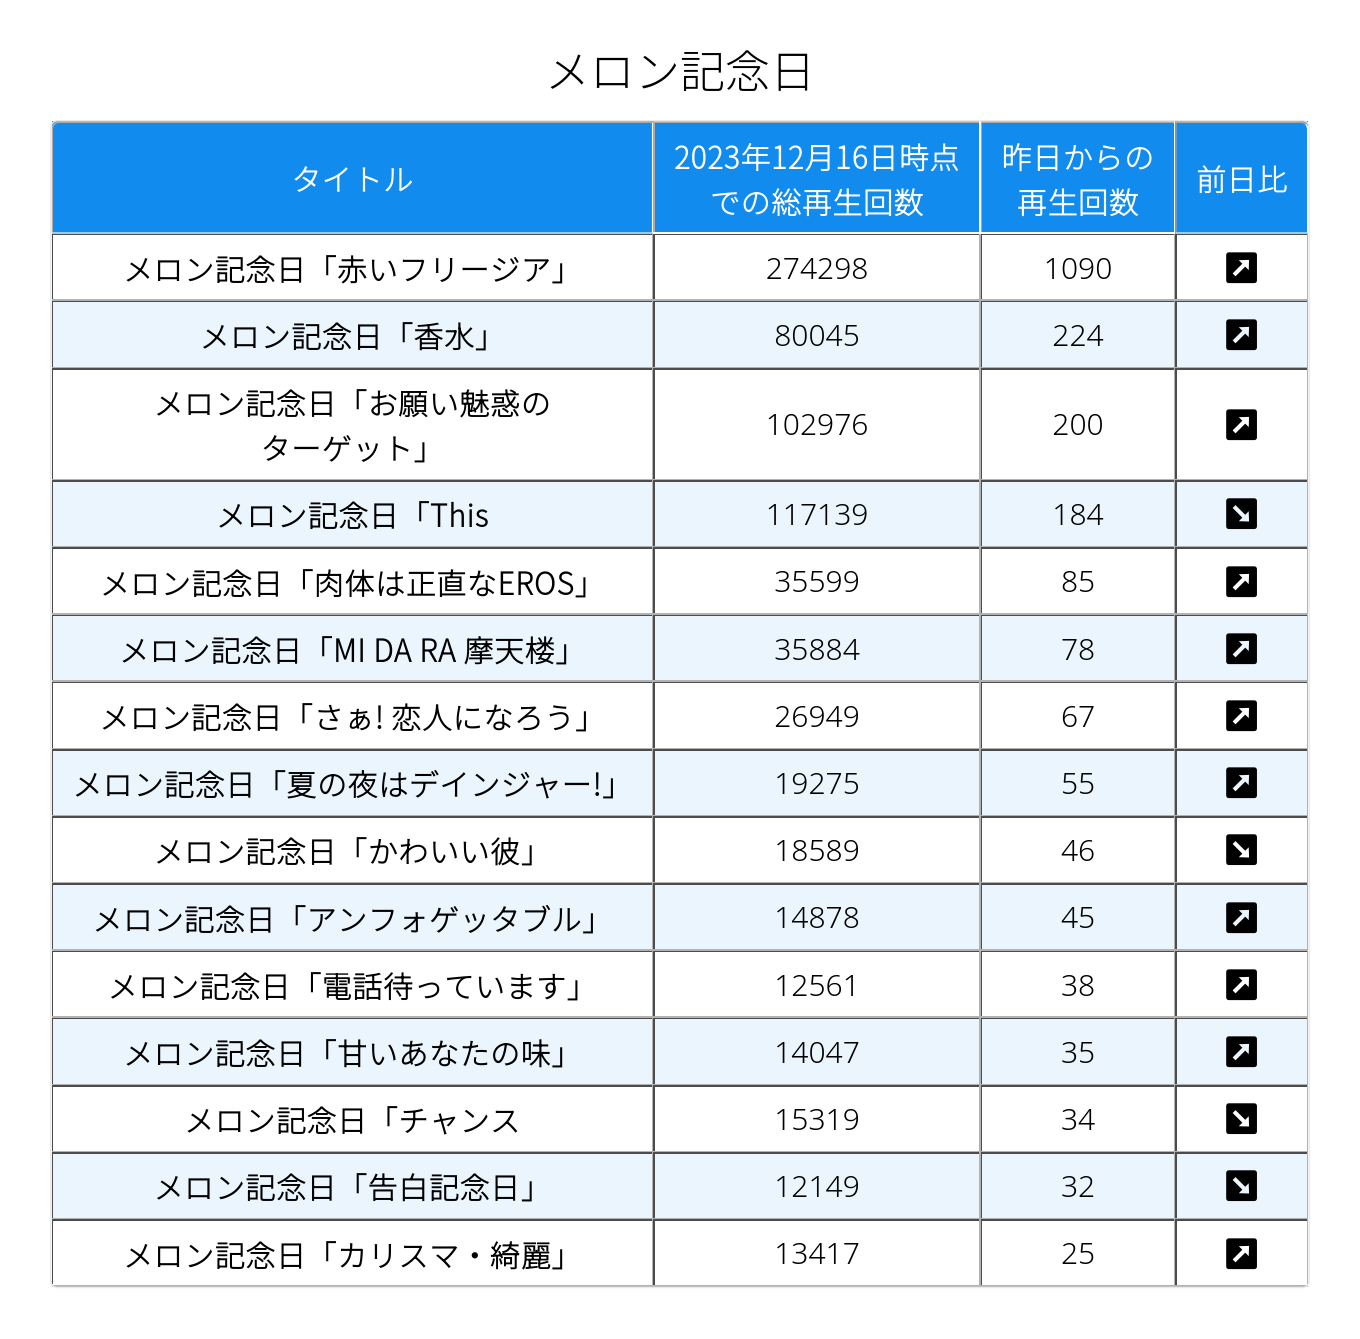 メロン記念日
タイトル
2023年12月16日時点
での総再生回数
昨日からの
再生回数
前日比
メロン記念日「赤いフリージア」 274298 1090
メロン記念日「香水」 80045 224
メロン記念日「お願い魅惑の
ターゲット」 102976 200
メロン記念日「This 117139 184
メロン記念日「肉体は正直なEROS」 35599 85
メロン記念日「MI DA RA 摩天楼」 35884 78
メロン記念日「さぁ! 恋人になろう」 26949 67
メロン記念日「夏の夜はデインジャー!」 19275 55
メロン記念日「かわいい彼」 18589 46
メロン記念日「アンフォゲッタブル」 14878 45
メロン記念日「電話待っています」 12561 38
メロン記念日「甘いあなたの味」 14047 35
メロン記念日「チャンス 15319 34
メロン記念日「告白記念日」 12149 32
メロン記念日「カリスマ・綺麗」 13417 25